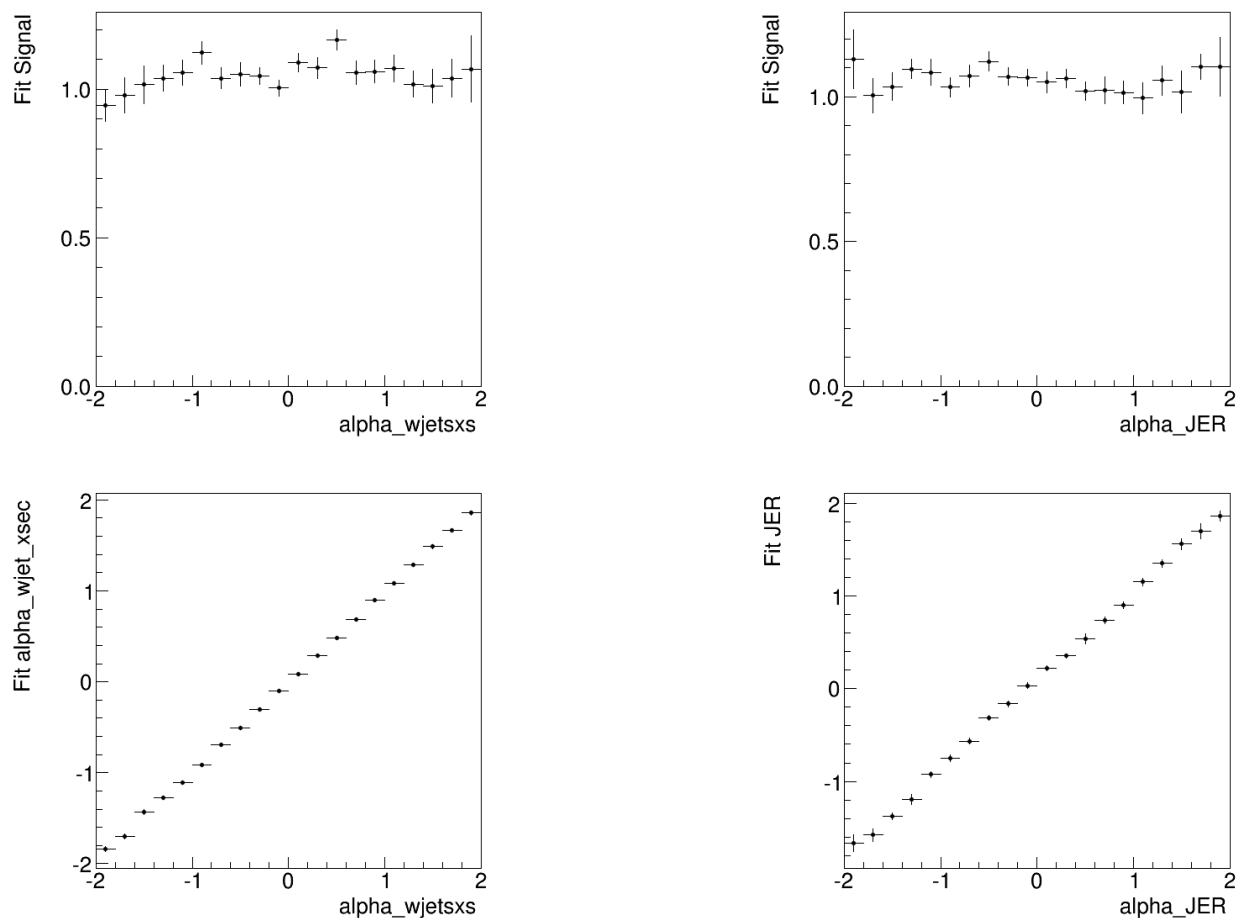 Fit Signal
1.0
0.5
0.0
-2 -1 0 1 2
alpha_wjetsxs
Fit Signal
1.0
0.5
0.0
-2 -1 0 1 2
alpha_JER
Fit alpha_wjet_xsec
2
1
0
-1
-2
-2 -1 0 1 2
alpha_wjetsxs
Fit JER
2
1
0
-1
-2 -1 0 1 2
alpha_JER